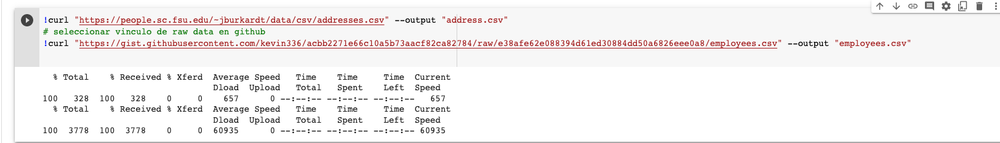 !curl "https://people.sc.fsu.edu/~jburkardt/data/csv/addresses.csv" --output "address.csv"
# seleccionar vinculo de raw data en github
!curl "https://gist.githubusercontent.com/kevin336/acbb2271e66c10a5b73aacf82ca82784/raw/e38afe62e088394d61ed30884dd50a6826eee0a8/employees.csv" --output "employees.csv"
% Total % Received % Xferd Average Speed Time Time Time Current
Dload Upload Total Spent Left Speed
100 328 100 328 0 0 657 0 --:--:-- --:--:-- --:--:-- 657
% Total % Received % Xferd Average Speed Time Time Time Current
Dload Upload Total Spent Left Speed
100 3778 100 3778 0 0 60935 0 --:--:-- --:--:-- --:--:-- 60935